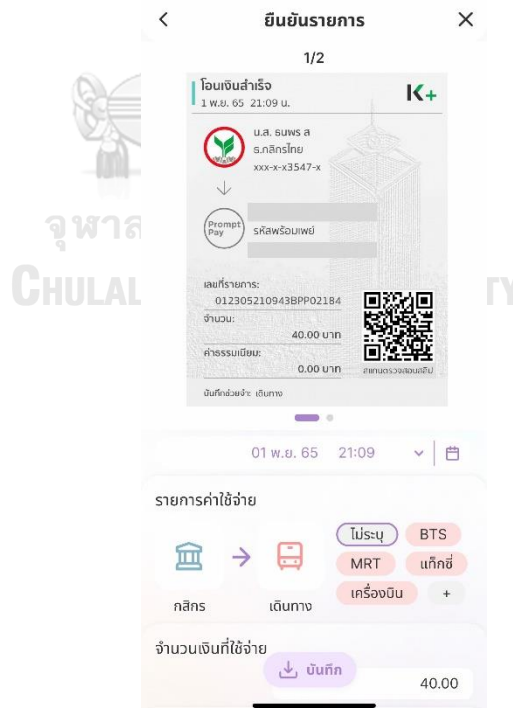 ยืนยันรายการ
1/2
โอนเงินสำเร็จ
1 พ.ย. 65 21:09 น.
K+
น.ส. ธนพร ส
ธ.กสิกรไทย
xxx-x-x3547-x
Prompt
Pay
รหัสพร้อมเพย์
เลขที่รายการ:
012305210943BPP02184
จำนวน:
40.00 บาท
ค่าธรรมเนียม:
0.00 บาท
สแกนตรวจสอบสลิป
บันทึกช่วยจำ: เดินทาง
01 พ.ย. 65 21:09
รายการค่าใช้จ่าย
ไม่ระบุ BTS
MRT แท็กซี่
เครื่องบิน +
กสิกร เดินทาง
จำนวนเงินที่ใช้จ่าย
บันทึก
40.00
จุฬาล
CHULAL TY